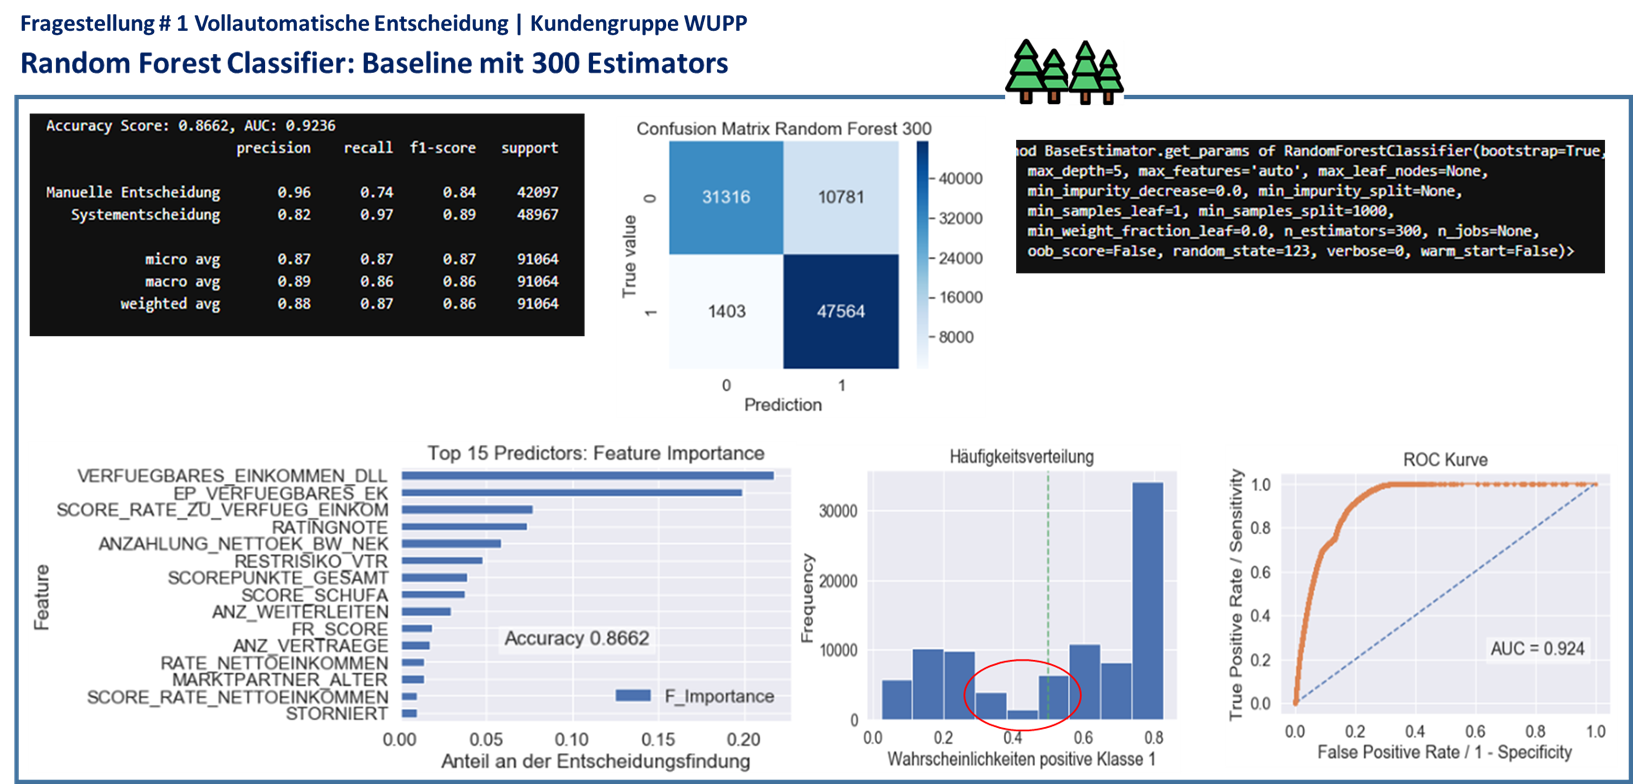 Fragestellung # 1 Vollautomatische Entscheidung | Kundengruppe WUPP
Random Forest Classifier: Baseline mit 300 Estimators
Accuracy Score: 0.8662, AUC: 0.9236
precision recall f1-score support
Manuelle Entscheidung 0.96 0.74 0.84 42097
Systementscheidung 0.82 0.97 0.89 48967
micro avg 0.87 0.87 0.87 91064
macro avg 0.89 0.86 0.86 91064
weighted avg 0.88 0.87 0.86 91064
Confusion Matrix Random Forest 300
True value
0
1
31316 10781
1403 47564
0 1
Prediction
40000
32000
24000
16000
8000
od BaseEstimator.get_params of RandomForestClassifier(bootstrap=True,
max_depth=5, max_features='auto', max_leaf_nodes=None,
min_impurity_decrease=0.0, min_impurity_split=None,
min_samples_leaf=1, min_samples_split=1000,
min_weight_fraction_leaf=0.0, n_estimators=300, n_jobs=None,
oob_score=False, random_state=123, verbose=0, warm_start=False)>
Top 15 Predictors: Feature Importance
Feature
VERFUEGBARES_EINKOMMEN_DLL
EP_VERFUEGBARES_EK
SCORE_RATE_ZU_VERFUEG_EINKOM
RATINGNOTE
ANZAHLUNG_NETTOEK_BW_NEK
RESTRISIKO_VTR
SCOREPUNKTE_GESAMT
SCORE_SCHUFA
ANZ_WEITERLEITEN
FR_SCORE
ANZ_VERTRAEGE
RATE_NETTOEINKOMMEN
MARKTPARTNER_ALTER
SCORE_RATE_NETTOEINKOMMEN
STORNIERT
Accuracy 0.8662
F_Importance
0.00 0.05 0.10 0.15 0.20
Anteil an der Entscheidungsfindung
Häufigkeitsverteilung
Frequency
30000
20000
10000
0
0.0 0.2 0.4 0.6 0.8
Wahrscheinlichkeiten positive Klasse 1
ROC Kurve
True Positive Rate / Sensitivity
1.0
0.8
0.6
0.4
0.2
0.0
AUC = 0.924
0.0 0.2 0.4 0.6 0.8 1.0
False Positive Rate / 1 - Specificity